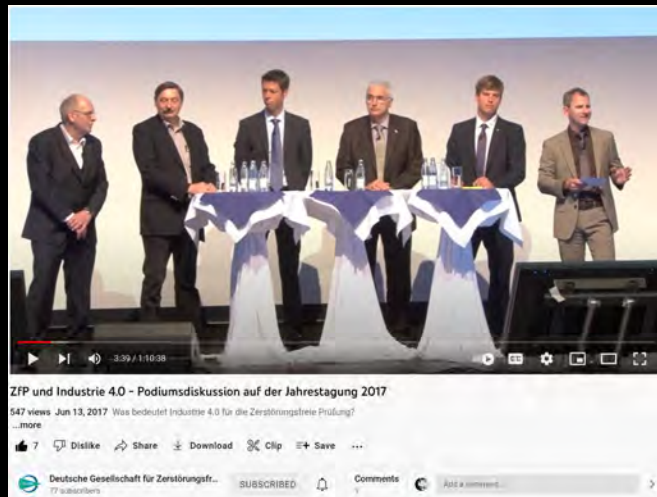 3:39 / 1:10:38
CC
ZfP und Industrie 4.0 - Podiumsdiskussion auf der Jahrestagung 2017
547 views Jun 13, 2017 Was bedeutet Industrie 4.0 für die Zerstörungsfreie Prüfung?
...more
7 Dislike Share Download Clip Save ...
Deutsche Gesellschaft für Zerstörungsfr... SUBSCRIBED Comments Add a comment...
77 subscribers